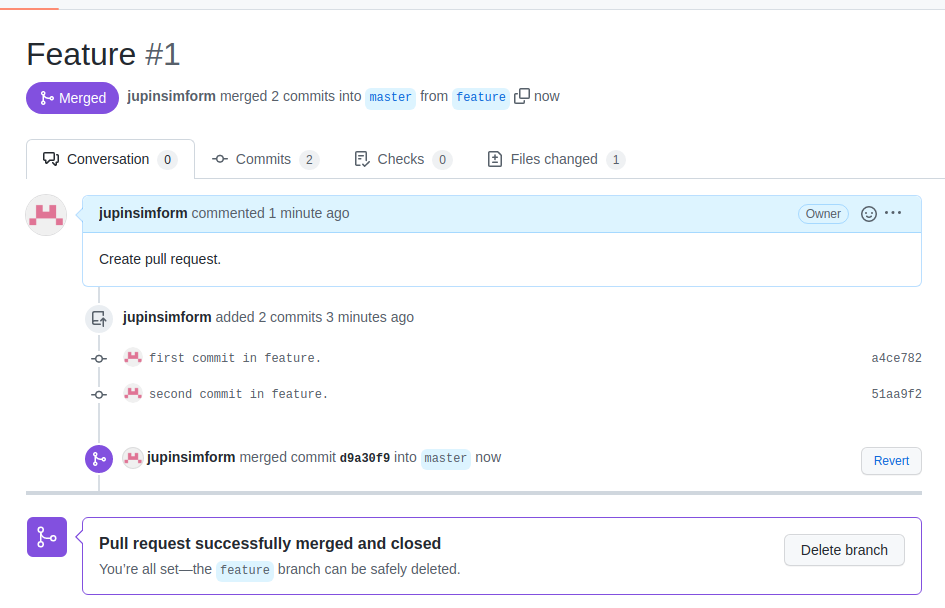 Feature #1
Merged jupinsimform merged 2 commits into master from feature now
Conversation 0 Commits 2 Checks 0 Files changed 1
jupinsimform commented 1 minute ago Owner
Create pull request.
jupinsimform added 2 commits 3 minutes ago
first commit in feature. a4ce782
second commit in feature. 51aa9f2
jupinsimform merged commit d9a30f9 into master now Revert
Pull request successfully merged and closed
You're all set—the feature branch can be safely deleted. Delete branch